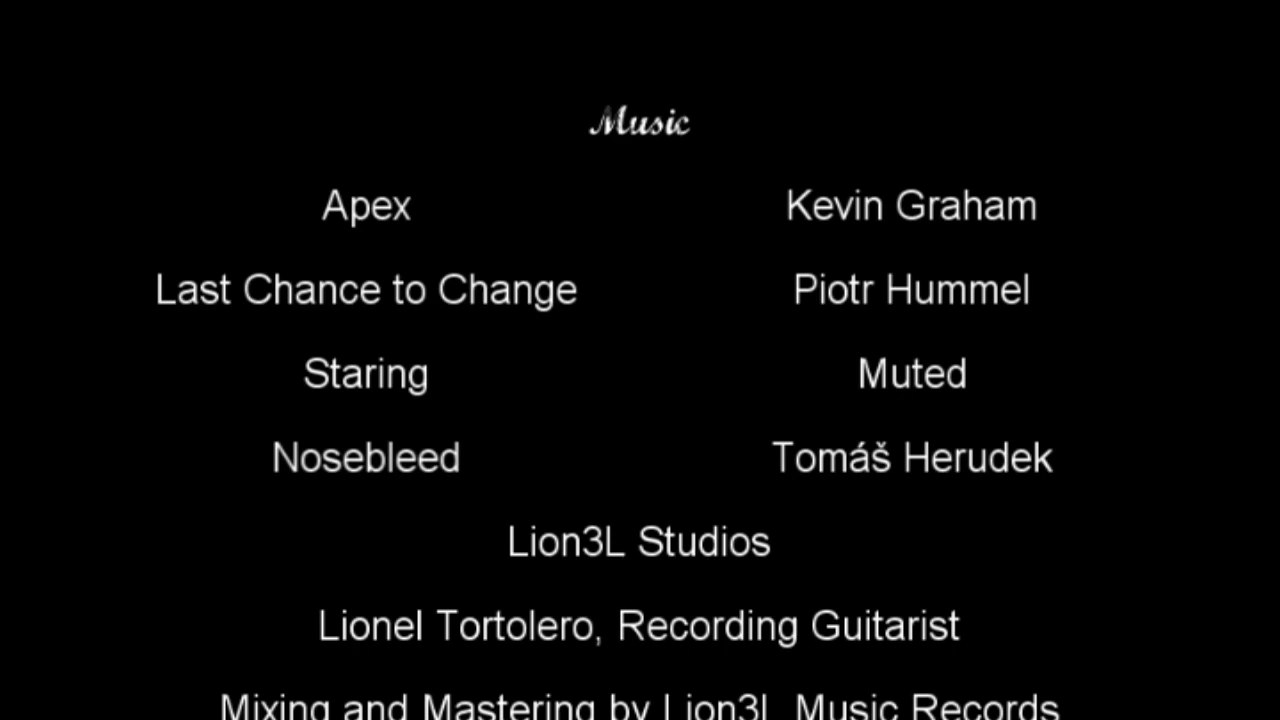 Music
Apex Kevin Graham
Last Chance to Change Piotr Hummel
Staring Muted
Nosebleed Tomáš Herudek
Lion3L Studios
Lionel Tortolero, Recording Guitarist
Mixing and Mastering by Lion3L Music Records